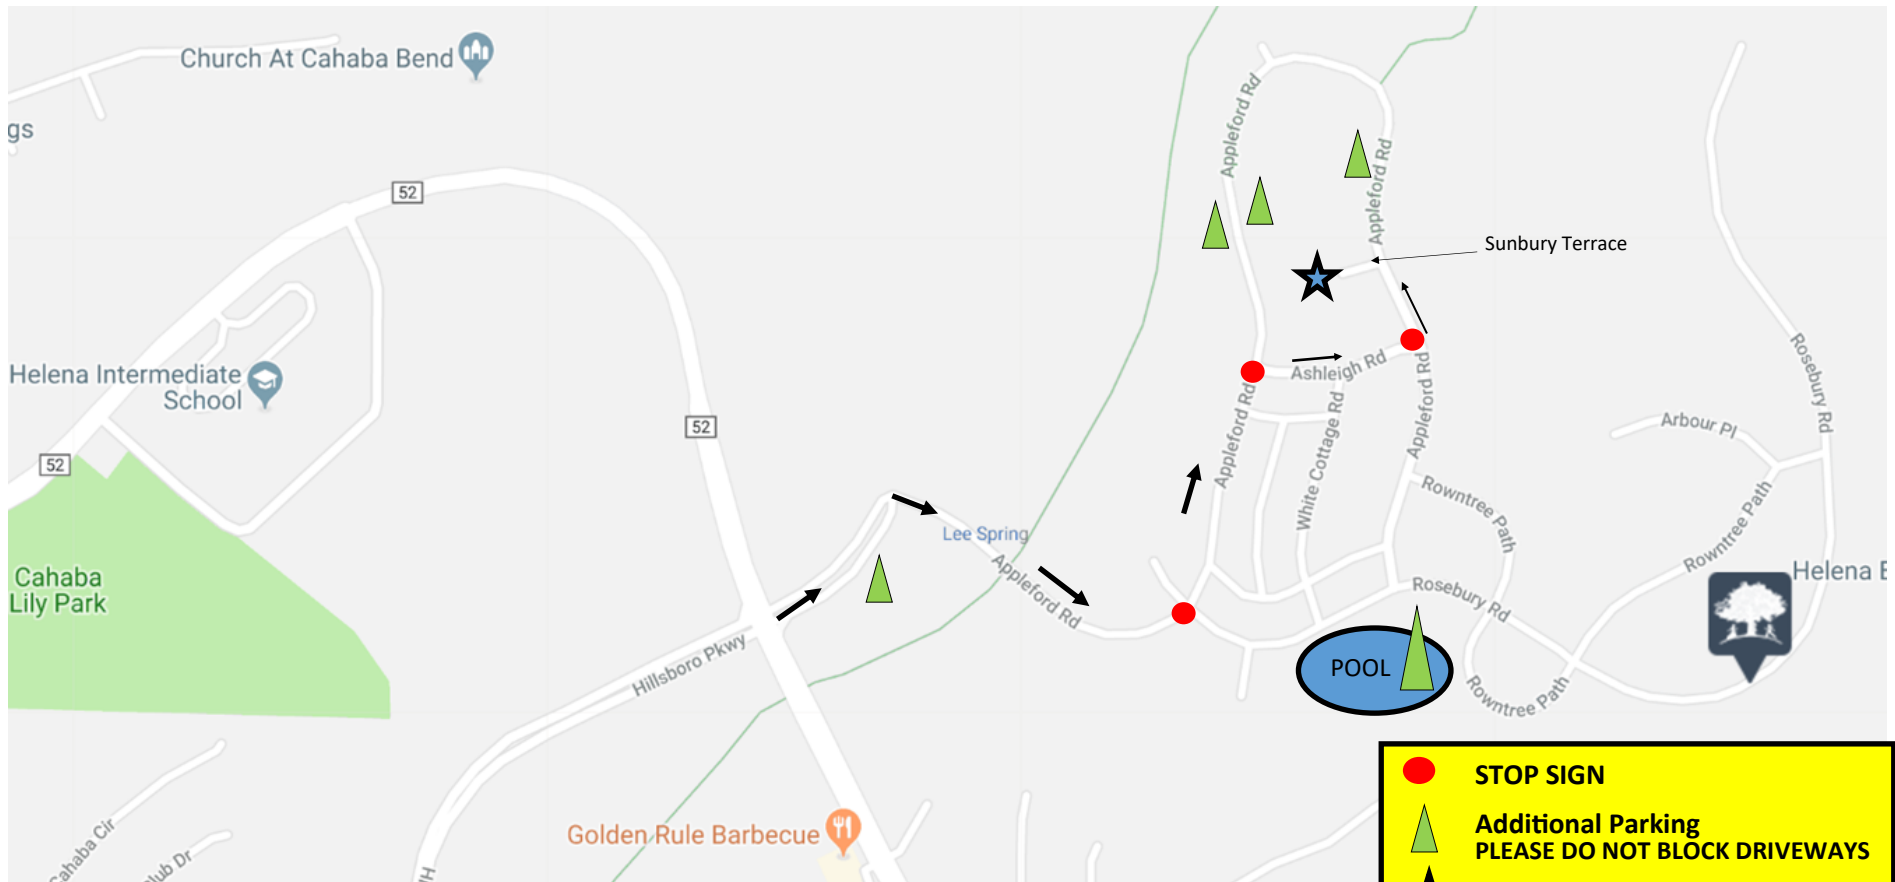 Church At Cahaba Bend
gs
52
Appleford Rd
Appleford Rd
Sunbury Terrace
Helena Intermediate
School
Ashleigh Rd
Appleford Rd
Rosebury Rd
52
52
Appleford Rd
White Cottage Rd
Arbour Pl
Rowntree Path
Rowntree Path
Lee Spring
Appleford Rd
Cahaba
Lily Park
Helena E
Rosebury Rd
Hillsboro Pkwy
POOL
Rowntree Path
STOP SIGN
Golden Rule Barbecue
Additional Parking
PLEASE DO NOT BLOCK DRIVEWAYS
Cahaba Cir
lub Dr